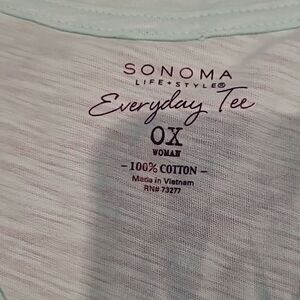 SONOMA
LIFE + STYLE®
Everyday Tee
0X
WOMAN
- 100% COTTON -
Made in Vietnam
RN# 73277